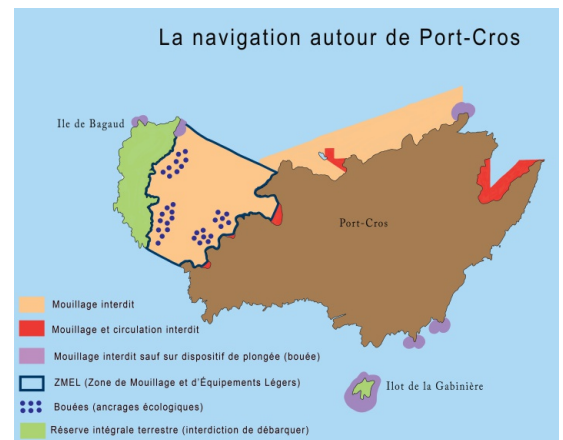 La navigation autour de Port-Cros
Ile de Bagaud
Port-Cros
Mouillage interdit
Mouillage et circulation interdit
Mouillage interdit sauf sur dispositif de plongée (bouée)
ZMEL (Zone de Mouillage et d'Équipements Légers)
Ilot de la Gabinière
Bouées (ancrages écologiques)
Réserve intégrale terrestre (interdiction de débarquer)